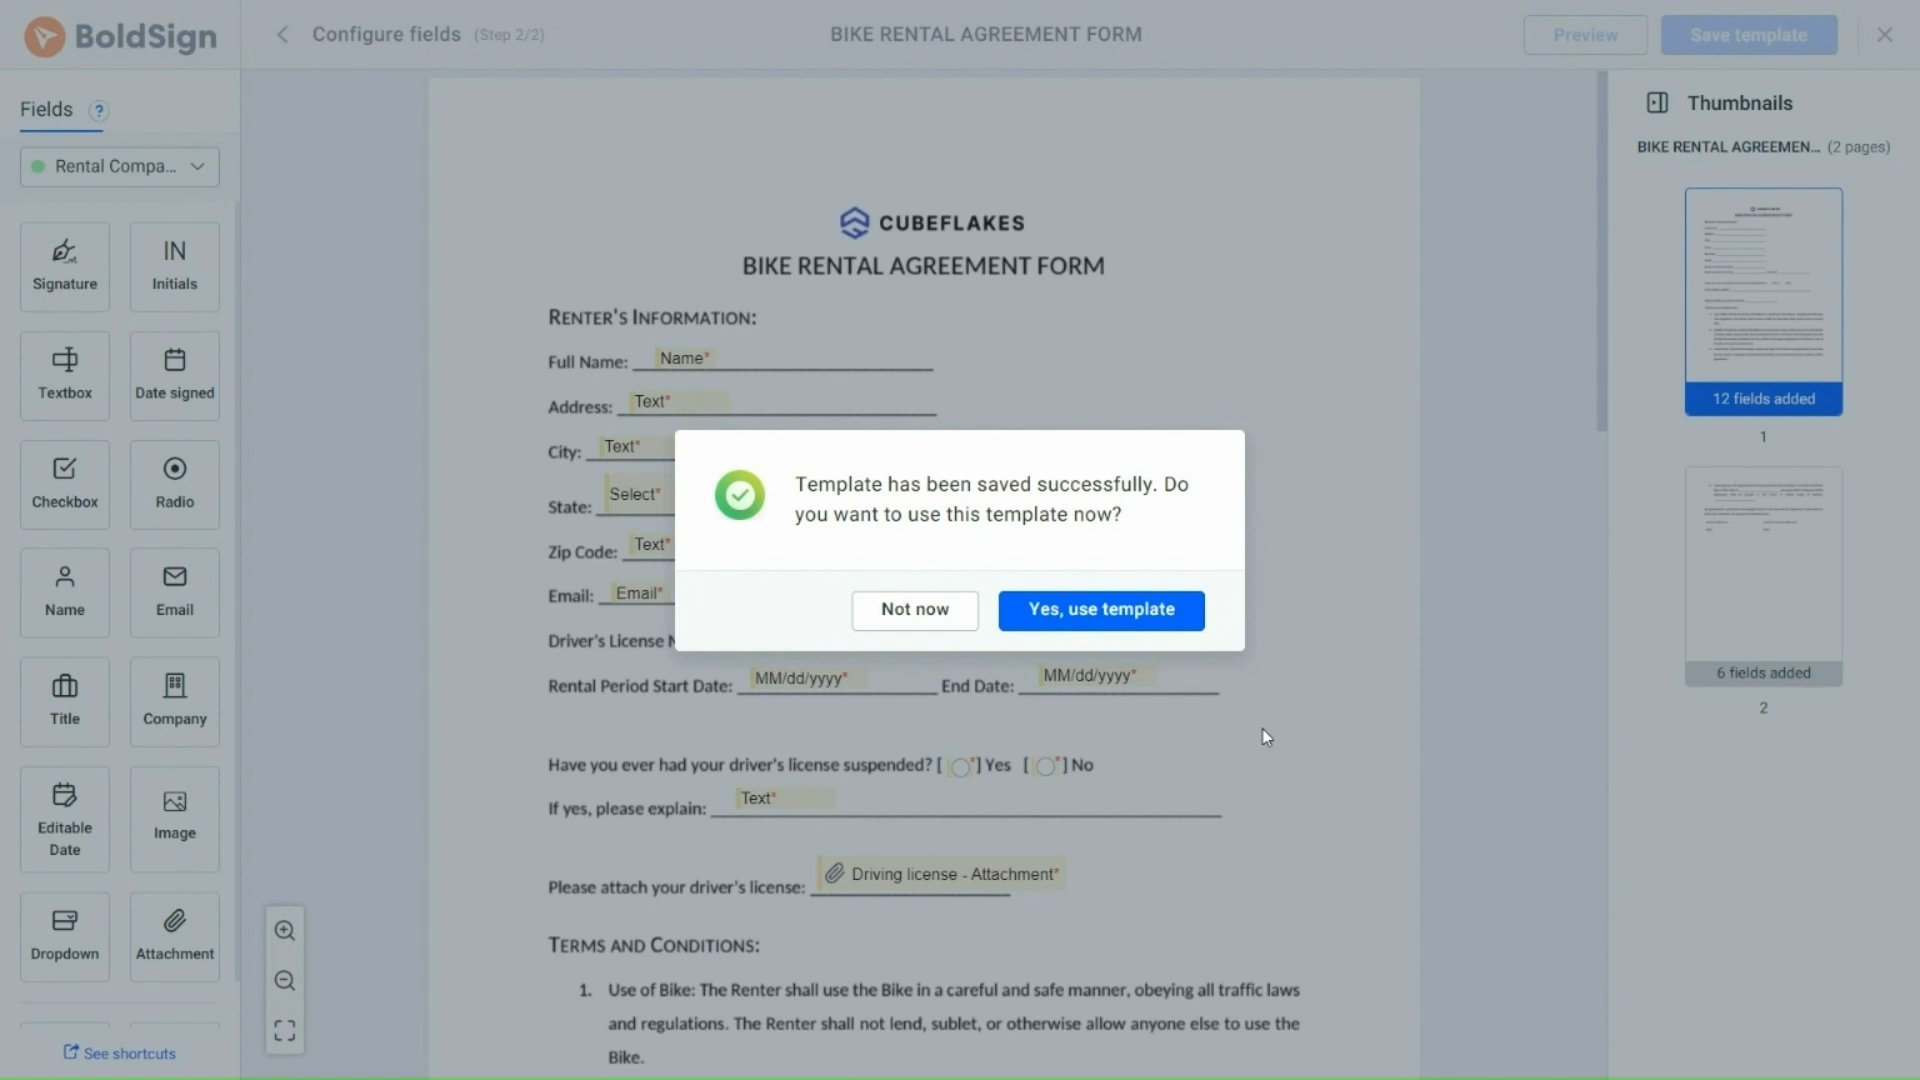 BoldSign
Configure fields (Step 2/2)
BIKE RENTAL AGREEMENT FORM
Preview
Save template
Fields ?
Rental Compa...
Signature
IN
Initials
Textbox
Date signed
Checkbox
Radio
Name
Email
Title
Company
Editable
Date
Image
Dropdown
Attachment
See shortcuts
CUBEFLAKES
BIKE RENTAL AGREEMENT FORM
RENTER'S INFORMATION:
Full Name: Name*
Address: Text*
City: Text*
State: Select*
Zip Code: Text*
Email: Email*
Driver's License N
Rental Period Start Date: MM/dd/yyyy* End Date: MM/dd/yyyy*
Have you ever had your driver's license suspended? [ *] Yes [ *] No
If yes, please explain: Text*
Please attach your driver's license: Driving license - Attachment*
TERMS AND CONDITIONS:
1. Use of Bike: The Renter shall use the Bike in a careful and safe manner, obeying all traffic laws
and regulations. The Renter shall not lend, sublet, or otherwise allow anyone else to use the
Bike.
Template has been saved successfully. Do
you want to use this template now?
Not now
Yes, use template
Thumbnails
BIKE RENTAL AGREEMEN... (2 pages)
12 fields added
1
6 fields added
2